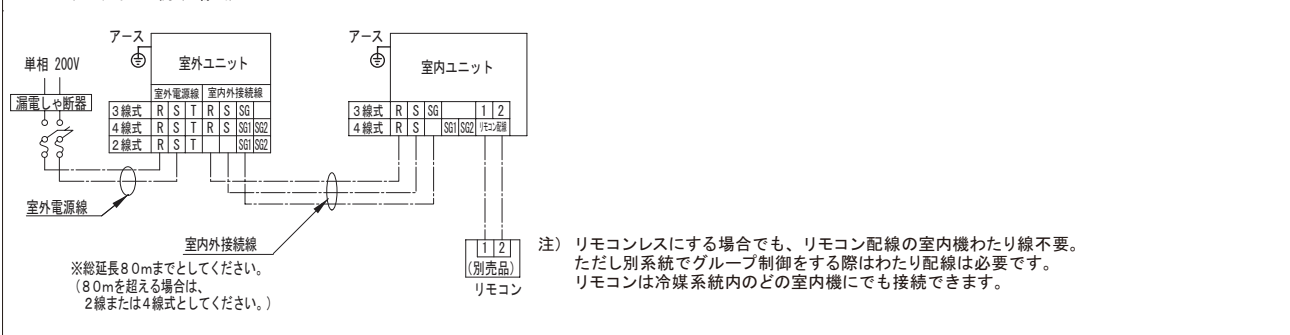 アース
室外ユニット
単相 200V
漏電しゃ断器
室外電源線 室内外接続線
3線式 R S T R S SG
4線式 R S T R S SG1 SG2
2線式 R S T SG1 SG2
室外電源線
室内外接続線
※総延長80mまでとしてください。
(80mを超える場合は、
2線または4線式としてください。)
アース
室内ユニット
3線式 R S SG 1 2
4線式 R S SG1 SG2 リモコン配線
1 2
(別売品)
リモコン
注) リモコンレスにする場合でも、リモコン配線の室内機わたり線不要。
ただし別系統でグループ制御をする際はわたり配線は必要です。
リモコンは冷媒系統内のどの室内機にでも接続できます。